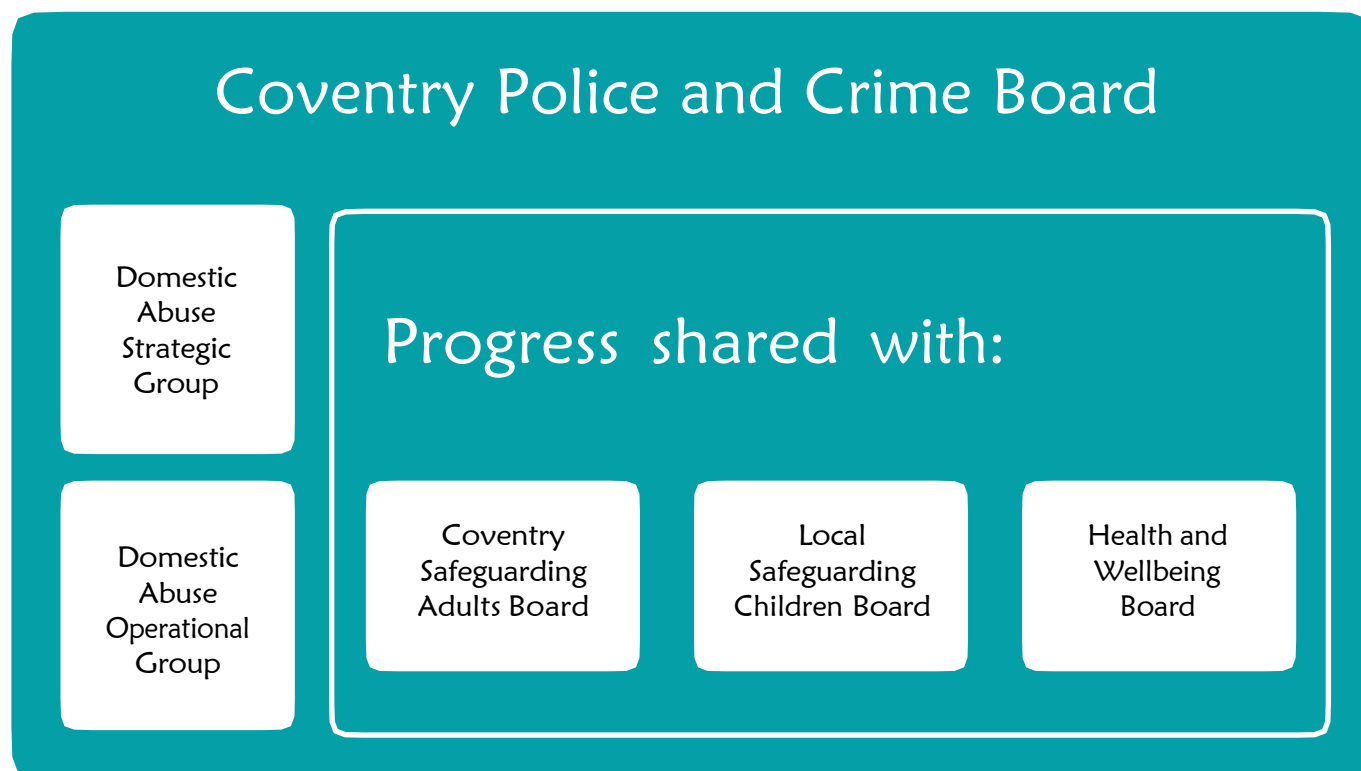 Coventry Police and Crime Board
Domestic
Abuse
Strategic
Group
Domestic
Abuse
Operational
Group
Progress shared with:
Coventry
Safeguarding
Adults Board
Local
Safeguarding
Children Board
Health and
Wellbeing
Board